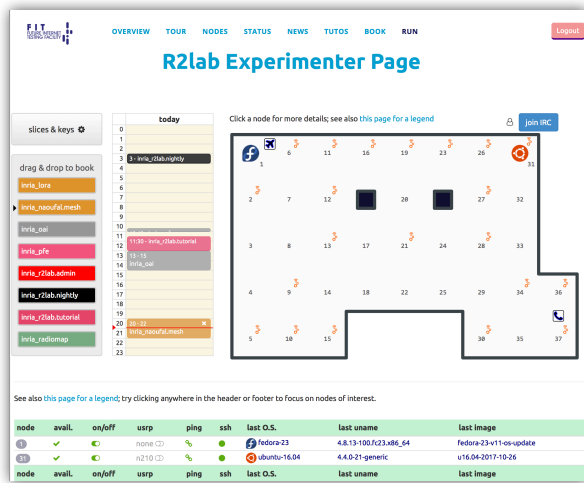 FIT
FUTURE INTERNET
TESTING FACILITY
OVERVIEW TOUR NODES STATUS NEWS TUTOS BOOK RUN
Logout
R2lab Experimenter Page
slices & keys
drag & drop to book
inria_lora
inria_naoufal.mesh
inria_oai
inria_pfe
inria_r2lab.admin
inria_r2lab.nightly
inria_r2lab.tutorial
inria_radiomap
today
0
1
2
3 3 - inria_r2lab.nightly
4
5
6
7
8
9
10
11
12 11:30 - inria_r2lab.tutorial
13 13 - 15
14 inria_oai
15
16
17
18
19
20 20 - 22 ×
21 inria_naoufal.mesh
22
23
Click a node for more details; see also this page for a legend
join IRC
1 6 11 16 19 23 26 31
2 7 12 20 27 32
3 8 13 17 21 24 28 33
4 9 14 18 22 25 29 34 36
5 10 15 30 35 37
See also this page for a legend; try clicking anywhere in the header or footer to focus on nodes of interest.
node avail. on/off usrp ping ssh last O.S. last uname last image
1 none fedora-23 4.8.13-100.fc23.x86_64 fedora-23-v11-os-update
31 n210 ubuntu-16.04 4.4.0-21-generic u16.04-2017-10-26
node avail. on/off usrp ping ssh last O.S. last uname last image